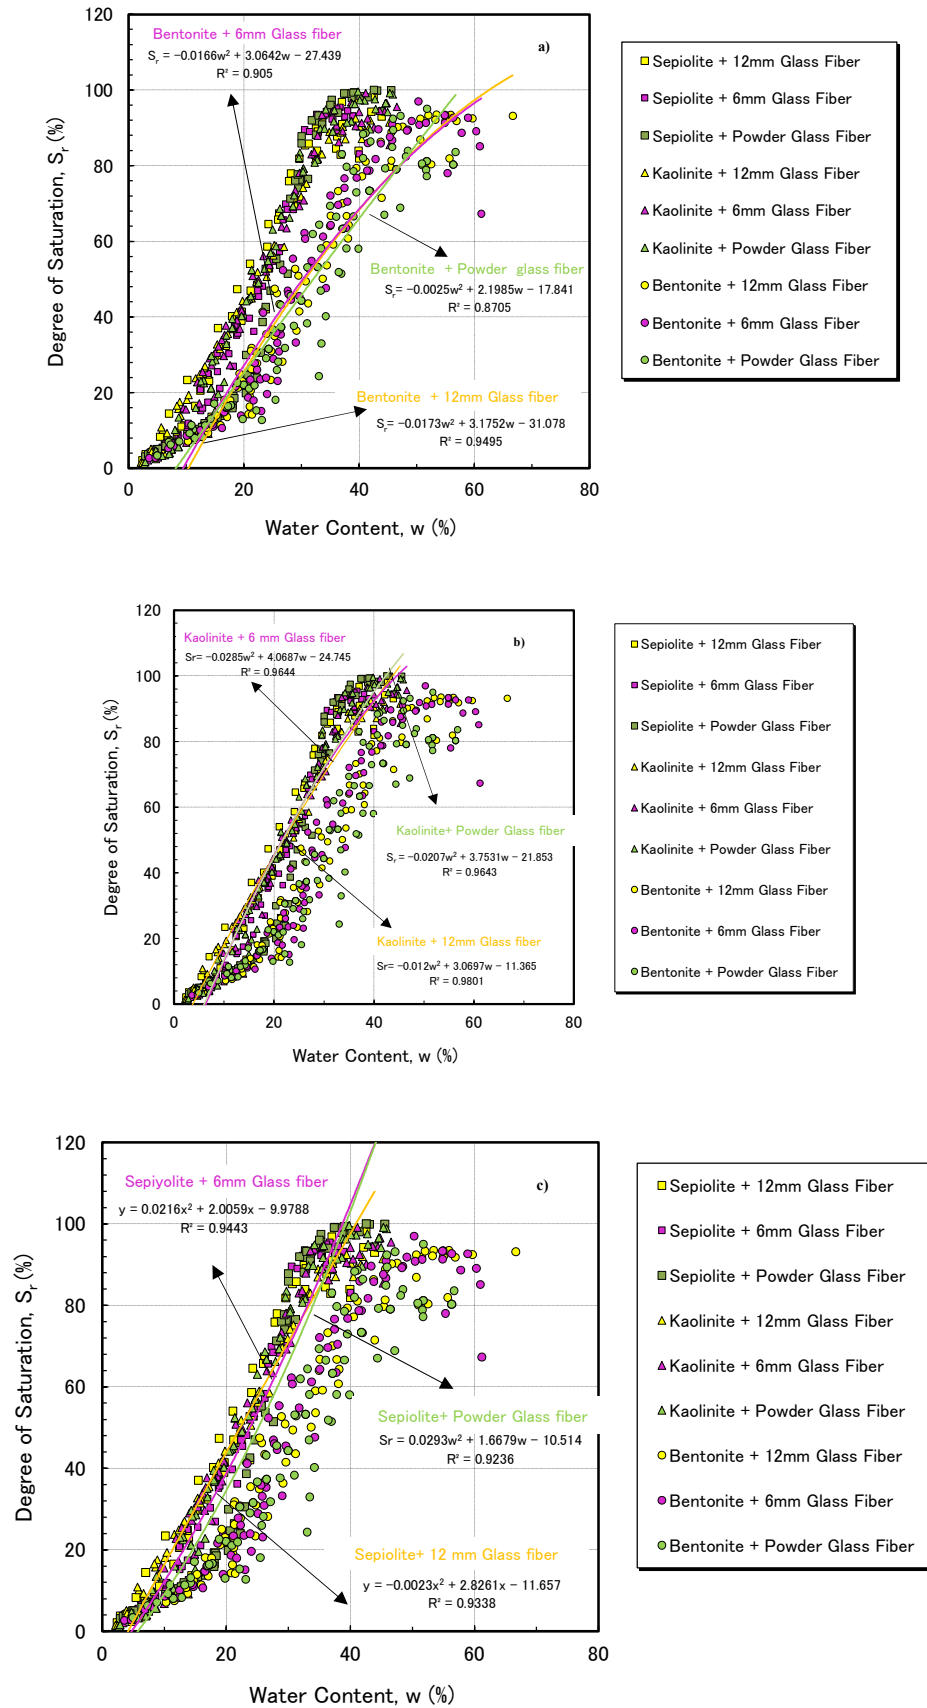 120
100
80
60
40
20
0
0
20
40
60
80
Degree of Saturation, Sr (%)
Water Content, w (%)
a)
Bentonite + 6mm Glass fiber
Sr = −0.0166w² + 3.0642w − 27.439
R² = 0.905
Bentonite + Powder glass fiber
Sr= −0.0025w² + 2.1985w − 17.841
R² = 0.8705
Bentonite + 12mm Glass fiber
Sr= −0.0173w² + 3.1752w − 31.078
R² = 0.9495
Sepiolite + 12mm Glass Fiber
Sepiolite + 6mm Glass Fiber
Sepiolite + Powder Glass Fiber
Kaolinite + 12mm Glass Fiber
Kaolinite + 6mm Glass Fiber
Kaolinite + Powder Glass Fiber
Bentonite + 12mm Glass Fiber
Bentonite + 6mm Glass Fiber
Bentonite + Powder Glass Fiber
120
100
80
60
40
20
0
0
20
40
60
80
Degree of Saturation, Sr (%)
Water Content, w (%)
b)
Kaolinite + 6 mm Glass fiber
Sr= −0.0285w² + 4.0687w − 24.745
R² = 0.9644
Kaolinite+ Powder Glass fiber
Sr = −0.0207w² + 3.7531w − 21.853
R² = 0.9643
Kaolinite + 12mm Glass fiber
Sr= −0.012w² + 3.0697w − 11.365
R² = 0.9801
Sepiolite + 12mm Glass Fiber
Sepiolite + 6mm Glass Fiber
Sepiolite + Powder Glass Fiber
Kaolinite + 12mm Glass Fiber
Kaolinite + 6mm Glass Fiber
Kaolinite + Powder Glass Fiber
Bentonite + 12mm Glass Fiber
Bentonite + 6mm Glass Fiber
Bentonite + Powder Glass Fiber
120
100
80
60
40
20
0
0
20
40
60
80
Degree of Saturation, Sr (%)
Water Content, w (%)
c)
Sepiyolite + 6mm Glass fiber
y = 0.0216x² + 2.0059x − 9.9788
R² = 0.9443
Sepiolite+ Powder Glass fiber
Sr = 0.0293w² + 1.6679w − 10.514
R² = 0.9236
Sepiolite+ 12 mm Glass fiber
y = −0.0023x² + 2.8261x − 11.657
R² = 0.9338
Sepiolite + 12mm Glass Fiber
Sepiolite + 6mm Glass Fiber
Sepiolite + Powder Glass Fiber
Kaolinite + 12mm Glass Fiber
Kaolinite + 6mm Glass Fiber
Kaolinite + Powder Glass Fiber
Bentonite + 12mm Glass Fiber
Bentonite + 6mm Glass Fiber
Bentonite + Powder Glass Fiber